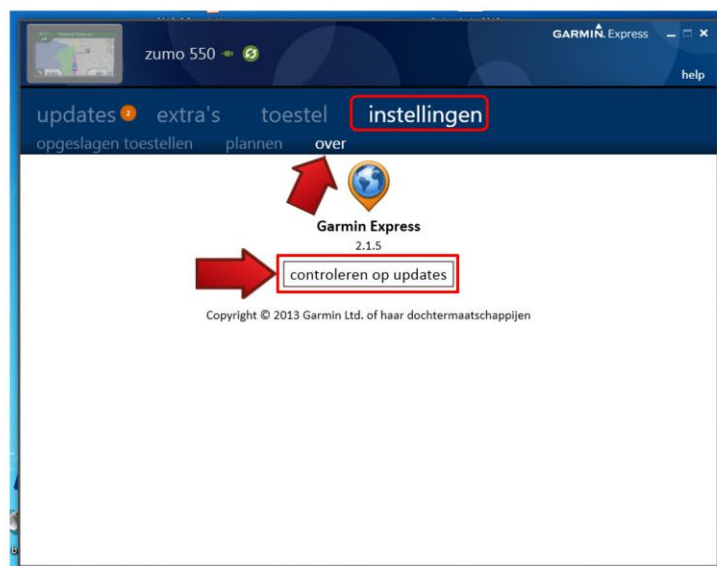 zumo 550
GARMIN. Express
help
updates 2 extra's toestel instellingen
opgeslagen toestellen plannen over
Garmin Express
2.1.5
controleren op updates
Copyright © 2013 Garmin Ltd. of haar dochtermaatschappijen